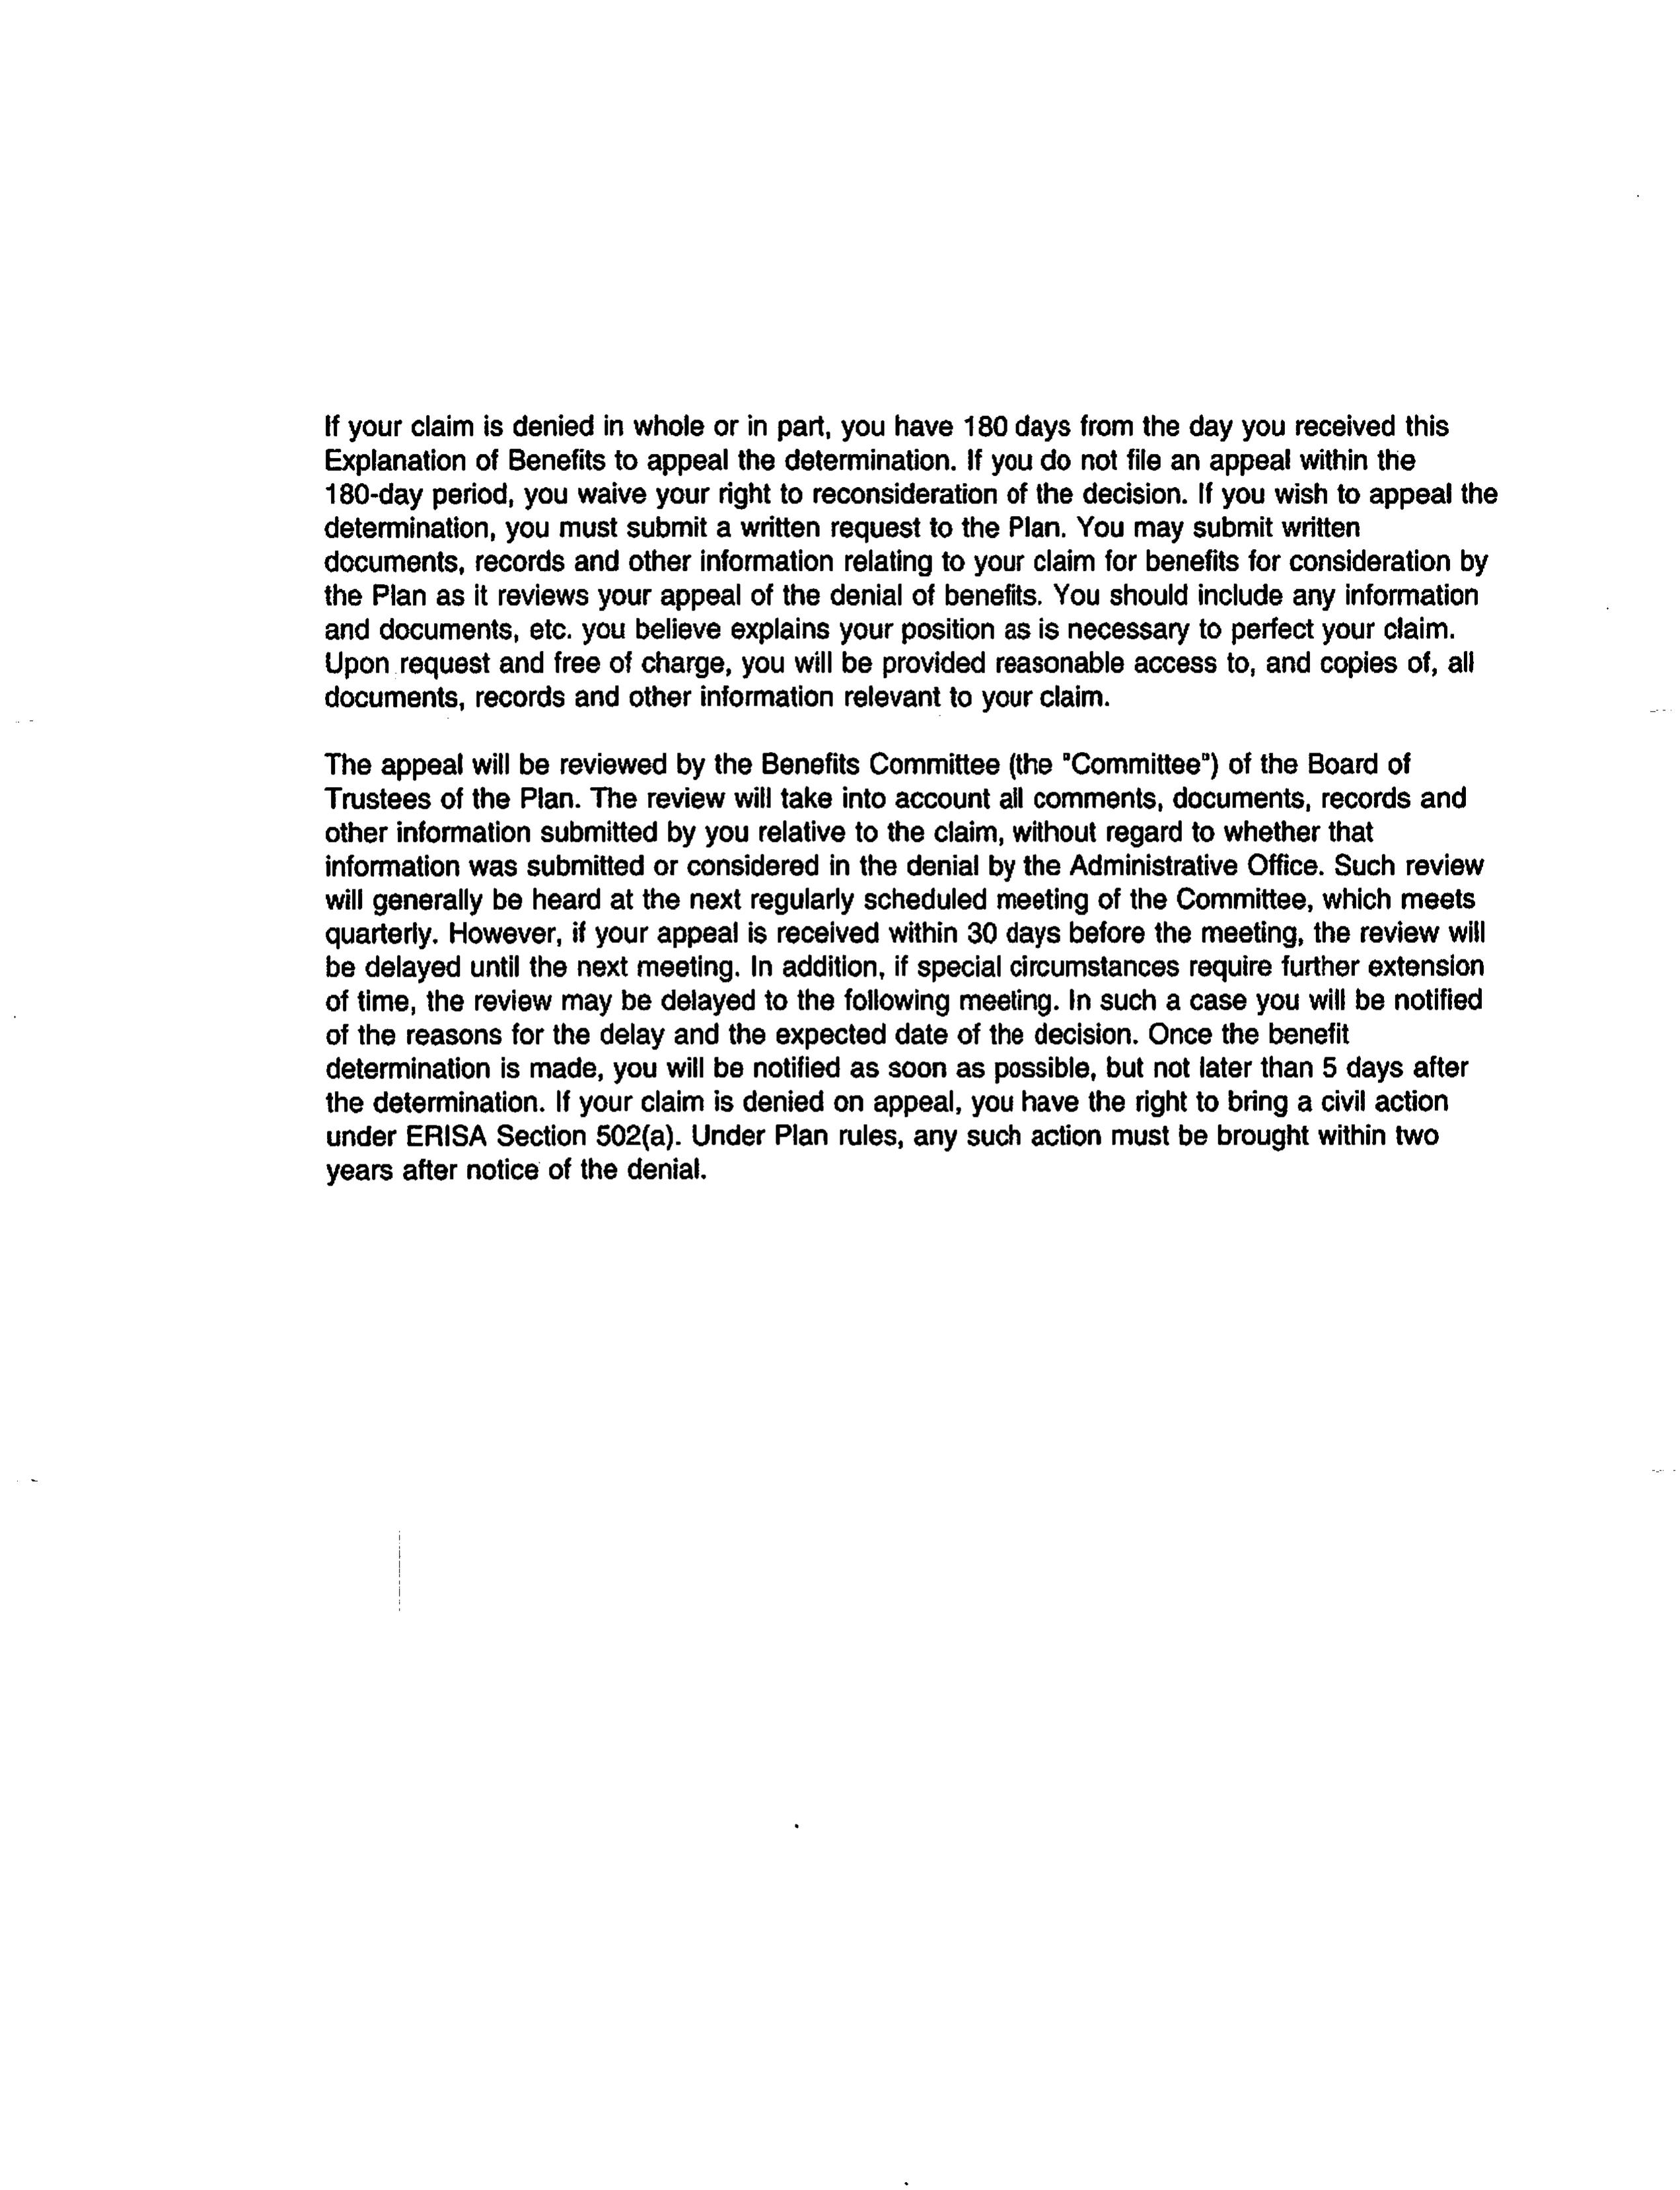 If your claim is denied in whole or in part, you have 180 days from the day you received this
Explanation of Benefits to appeal the determination. If you do not file an appeal within the
180-day period, you waive your right to reconsideration of the decision. If you wish to appeal the
determination, you must submit a written request to the Plan. You may submit written
documents, records and other information relating to your claim for benefits for consideration by
the Plan as it reviews your appeal of the denial of benefits. You should include any information
and documents, etc. you believe explains your position as is necessary to perfect your claim.
Upon request and free of charge, you will be provided reasonable access to, and copies of, all
documents, records and other information relevant to your claim.
The appeal will be reviewed by the Benefits Committee (the "Committee") of the Board of
Trustees of the Plan. The review will take into account all comments, documents, records and
other information submitted by you relative to the claim, without regard to whether that
information was submitted or considered in the denial by the Administrative Office. Such review
will generally be heard at the next regularly scheduled meeting of the Committee, which meets
quarterly. However, if your appeal is received within 30 days before the meeting, the review will
be delayed until the next meeting. In addition, if special circumstances require further extension
of time, the review may be delayed to the following meeting. In such a case you will be notified
of the reasons for the delay and the expected date of the decision. Once the benefit
determination is made, you will be notified as soon as possible, but not later than 5 days after
the determination. If your claim is denied on appeal, you have the right to bring a civil action
under ERISA Section 502(a). Under Plan rules, any such action must be brought within two
years after notice of the denial.